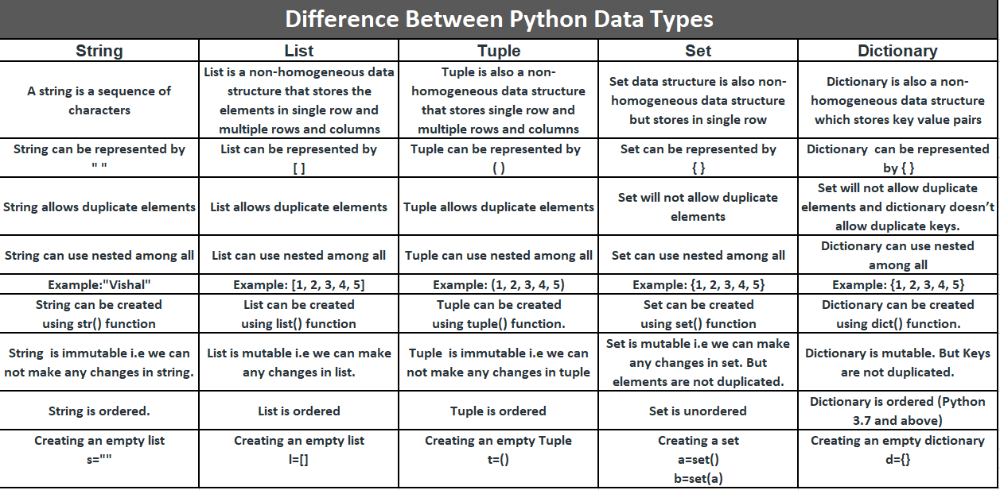 Difference Between Python Data Types
String
List
Tuple
Set
Dictionary
A string is a sequence of
characters
List is a non-homogeneous data
structure that stores the
elements in single row and
multiple rows and columns
Tuple is also a non-
homogeneous data structure
that stores single row and
multiple rows and columns
Set data structure is also non-
homogeneous data structure
but stores in single row
Dictionary is also a non-
homogeneous data structure
which stores key value pairs
String can be represented by
" "
List can be represented by
[ ]
Tuple can be represented by
( )
Set can be represented by
{ }
Dictionary  can be represented
by { }
String allows duplicate elements
List allows duplicate elements
Tuple allows duplicate elements
Set will not allow duplicate
elements
Set will not allow duplicate
elements and dictionary doesn’t
allow duplicate keys.
String can use nested among all
List can use nested among all
Tuple can use nested among all
Set can use nested among all
Dictionary can use nested
among all
Example:"Vishal"
Example: [1, 2, 3, 4, 5]
Example: (1, 2, 3, 4, 5)
Example: {1, 2, 3, 4, 5}
Example: {1, 2, 3, 4, 5}
String can be created
using str() function
List can be created
using list() function
Tuple can be created
using tuple() function.
Set can be created
using set() function
Dictionary can be created
using dict() function.
String  is immutable i.e we can
not make any changes in string.
List is mutable i.e we can make
any changes in list.
Tuple  is immutable i.e we can
not make any changes in tuple
Set is mutable i.e we can make
any changes in set. But
elements are not duplicated.
Dictionary is mutable. But Keys
are not duplicated.
String is ordered.
List is ordered
Tuple is ordered
Set is unordered
Dictionary is ordered (Python
3.7 and above)
Creating an empty list
s=""
Creating an empty list
l=[]
Creating an empty Tuple
t=()
Creating a set
a=set()
b=set(a)
Creating an empty dictionary
d={}